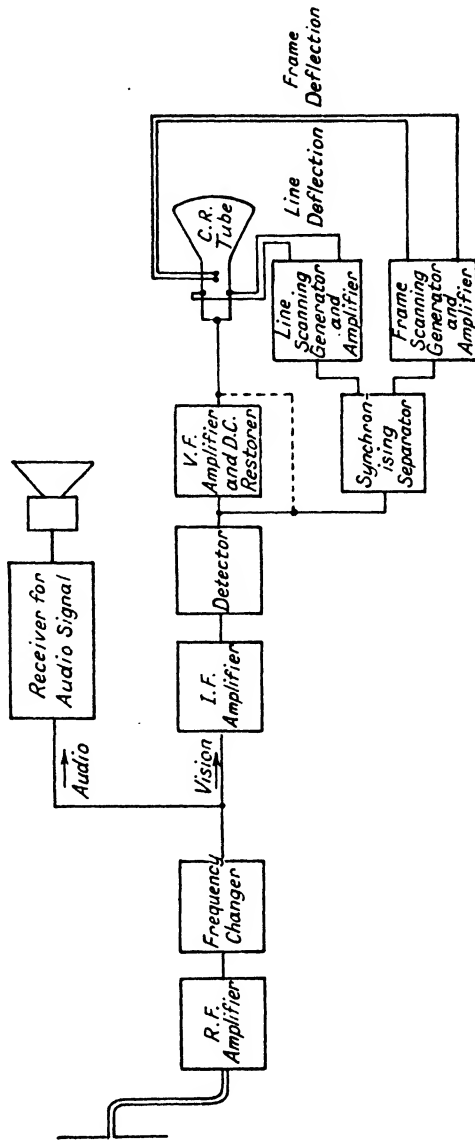 R.F.
Amplifier
Frequency
Changer
Audio
Vision
Receiver for
Audio Signal
I.F.
Amplifier
Detector
V.F.
Amplifier
and D.C.
Restorer
C.R.
Tube
Synchron-
ising
Separator
Line
Scanning
Generator
and
Amplifier
Frame
Scanning
Generator
and
Amplifier
Line
Deflection
Frame
Deflection